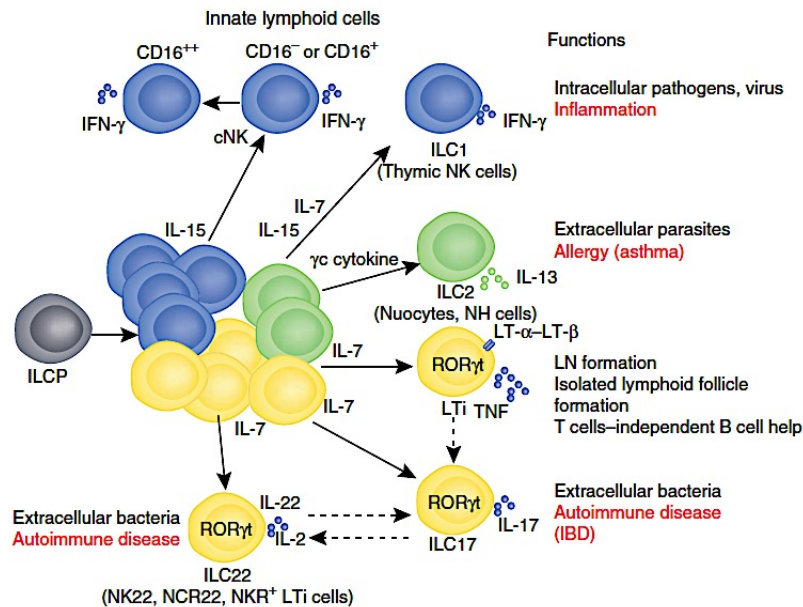 Innate lymphoid cells
CD16++
CD16– or CD16+
Functions
IFN-γ
cNK
IFN-γ
IFN-γ
ILC1
(Thymic NK cells)
Intracellular pathogens, virus
Inflammation
IL-15
IL-7
IL-15
γc cytokine
IL-13
ILC2
(Nuocytes, NH cells)
Extracellular parasites
Allergy (asthma)
ILCP
IL-7
LT-α–LT-β
RORγt
LTi
TNF
LN formation
Isolated lymphoid follicle
formation
T cells–independent B cell help
IL-7
IL-7
Extracellular bacteria
Autoimmune disease
RORγt
IL-22
IL-2
ILC22
(NK22, NCR22, NKR+ LTi cells)
RORγt
IL-17
ILC17
Extracellular bacteria
Autoimmune disease
(IBD)